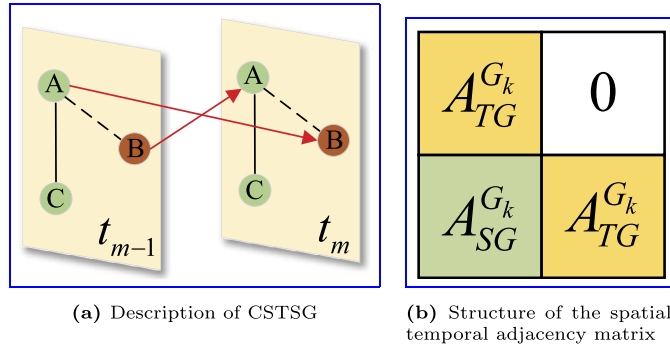 A
B
C
t_{m-1}
A
B
C
t_m
A_{TG}^{G_k}
0
A_{SG}^{G_k}
A_{TG}^{G_k}
(a) Description of CSTSG
(b) Structure of the spatial
temporal adjacency matrix